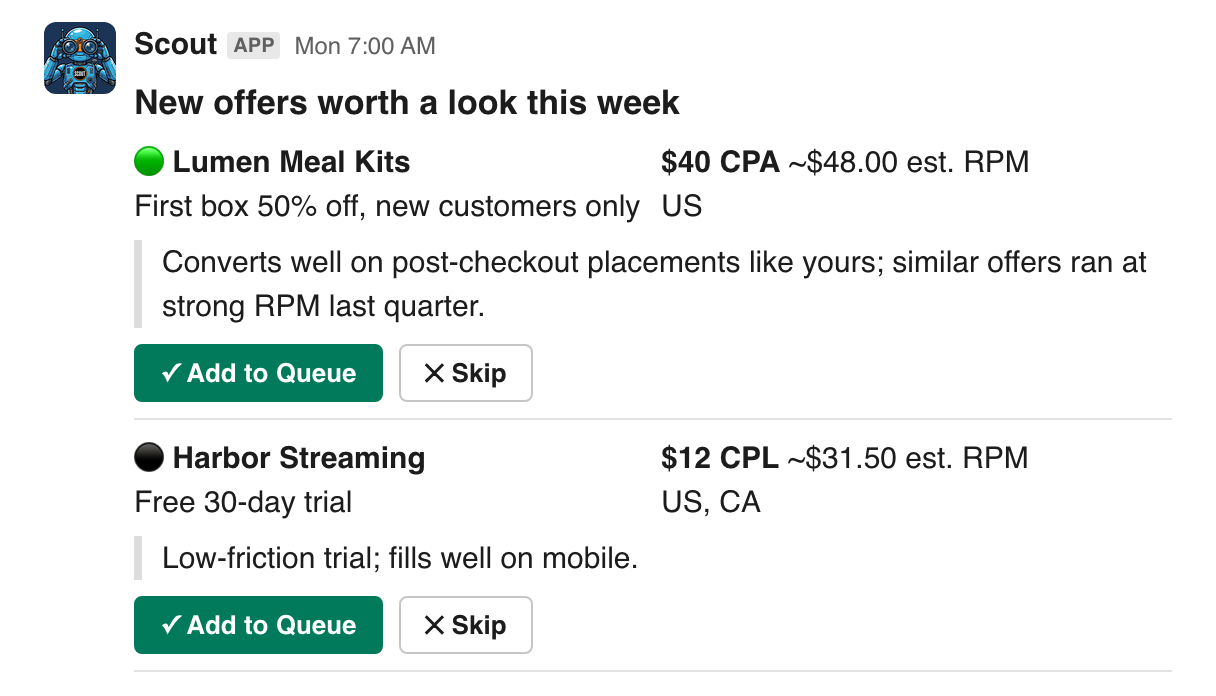 Scout APP Mon 7:00 AM
SCOUT
New offers worth a look this week
Lumen Meal Kits
$40 CPA ~$48.00 est. RPM
First box 50% off, new customers only
US
Converts well on post-checkout placements like yours; similar offers ran at
strong RPM last quarter.
✓ Add to Queue
✕ Skip
Harbor Streaming
$12 CPL ~$31.50 est. RPM
Free 30-day trial
US, CA
Low-friction trial; fills well on mobile.
✓ Add to Queue
✕ Skip